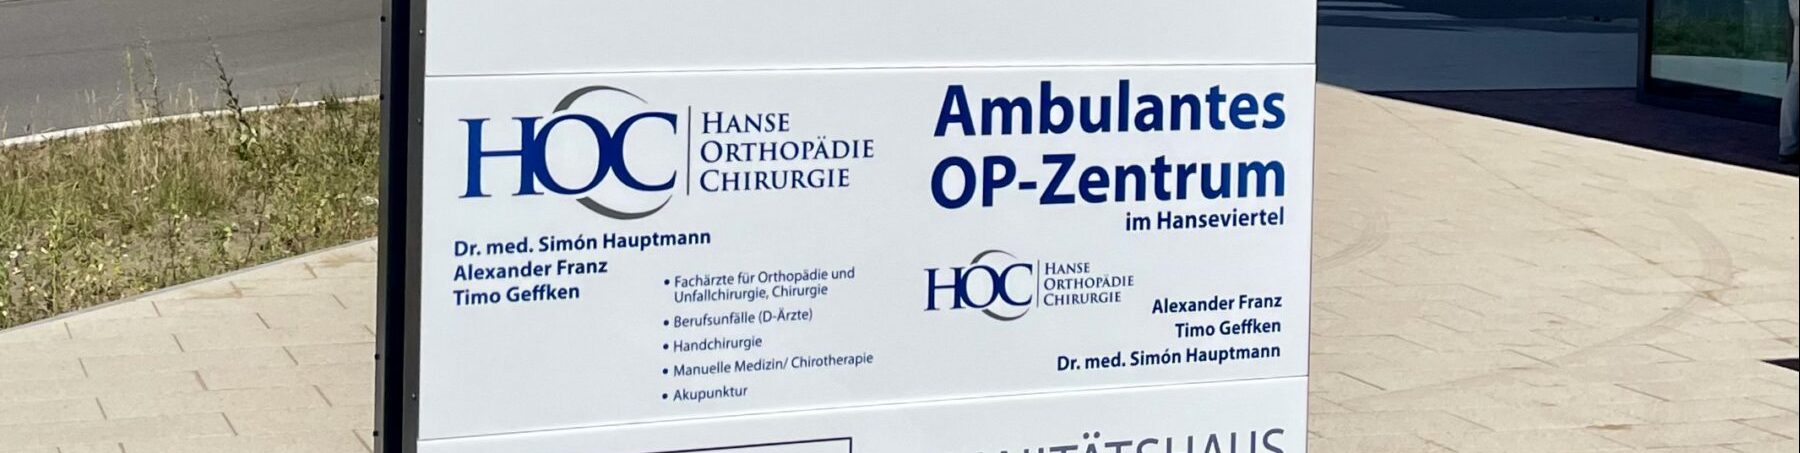 HOC
HANSE
ORTHOPÄDIE
CHIRURGIE
Dr. med. Simón Hauptmann
Alexander Franz
Timo Geffken
• Fachärzte für Orthopädie und
Unfallchirurgie, Chirurgie
• Berufsunfälle (D-Ärzte)
• Handchirurgie
• Manuelle Medizin/ Chirotherapie
• Akupunktur
Ambulantes
OP-Zentrum
im Hanseviertel
HOC
HANSE
ORTHOPÄDIE
CHIRURGIE
Alexander Franz
Timo Geffken
Dr. med. Simón Hauptmann